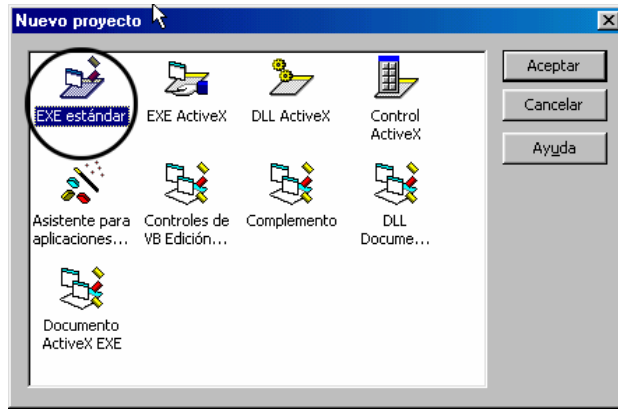 Nuevo proyecto
Aceptar
Cancelar
Ayuda
EXE estándar
EXE ActiveX
DLL ActiveX
Control
ActiveX
Asistente para
aplicaciones...
Controles de
VB Edición...
Complemento
DLL
Docume...
Documento
ActiveX EXE